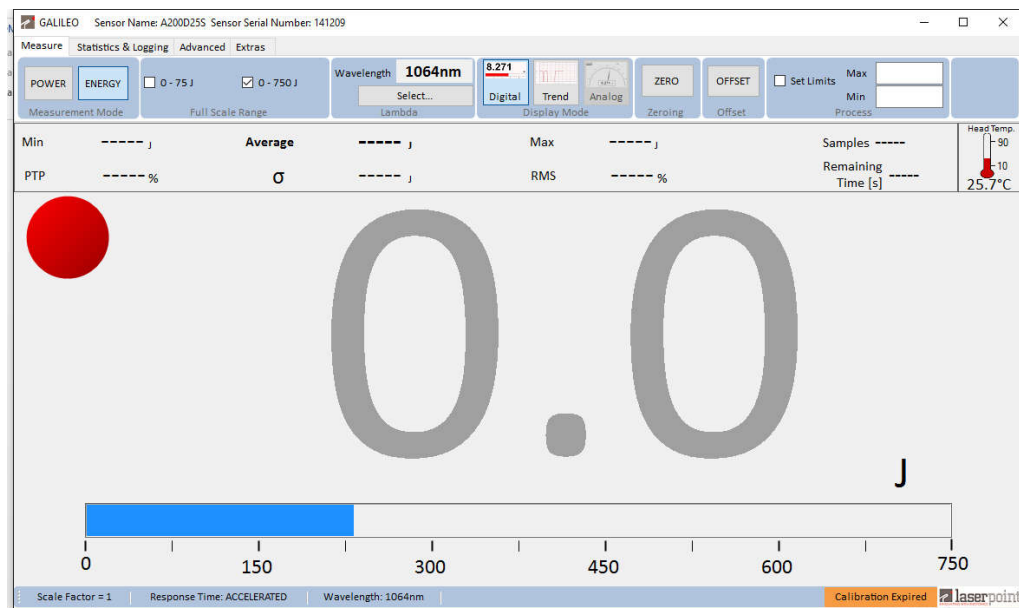 GALILEO Sensor Name: A200D25S Sensor Serial Number: 141209
Measure Statistics & Logging Advanced Extras
POWER ENERGY
Measurement Mode
0 - 75 J 0 - 750 J
Full Scale Range
Wavelength 1064nm
Select...
Lambda
8.271
Digital Trend Analog
Display Mode
ZERO
Zeroing
OFFSET
Offset
Set Limits Max
Min
Process
Min ----- J Average ----- J Max ----- J Samples -----
PTP ----- % σ ----- J RMS ----- % Remaining Time [s] -----
Head Temp.
90
10
25.7°C
0.0
J
0 150 300 450 600 750
Scale Factor = 1 Response Time: ACCELERATED Wavelength: 1064nm Calibration Expired laserpoint